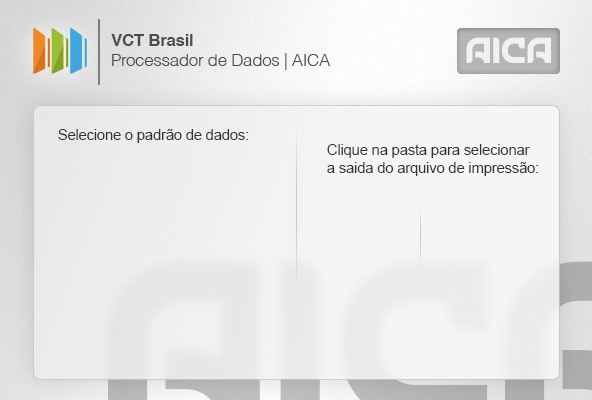 VCT Brasil
Processador de Dados | AICA
AICA
Selecione o padrão de dados:
Clique na pasta para selecionar
a saida do arquivo de impressão:
AICA